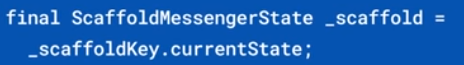 final ScaffoldMessengerState _scaffold =
_scaffoldKey.currentState;